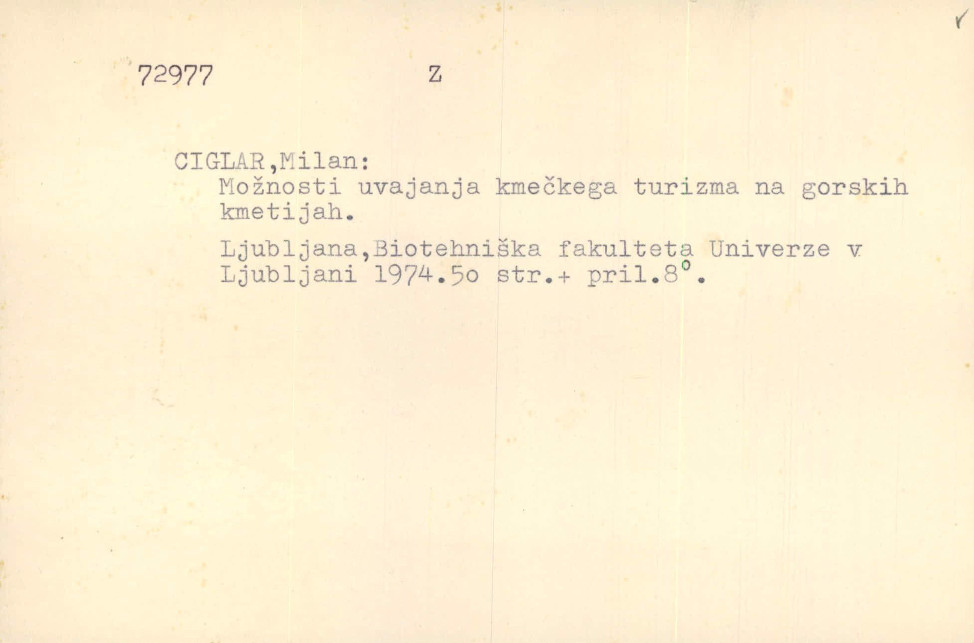 72977 Z
CIGLAR,Milan:
Možnosti uvajanja kmečkega turizma na gorskih
kmetijah.
Ljubljana,Biotehniška fakulteta Univerze v
Ljubljani 1974.5o str.+ pril.8°.